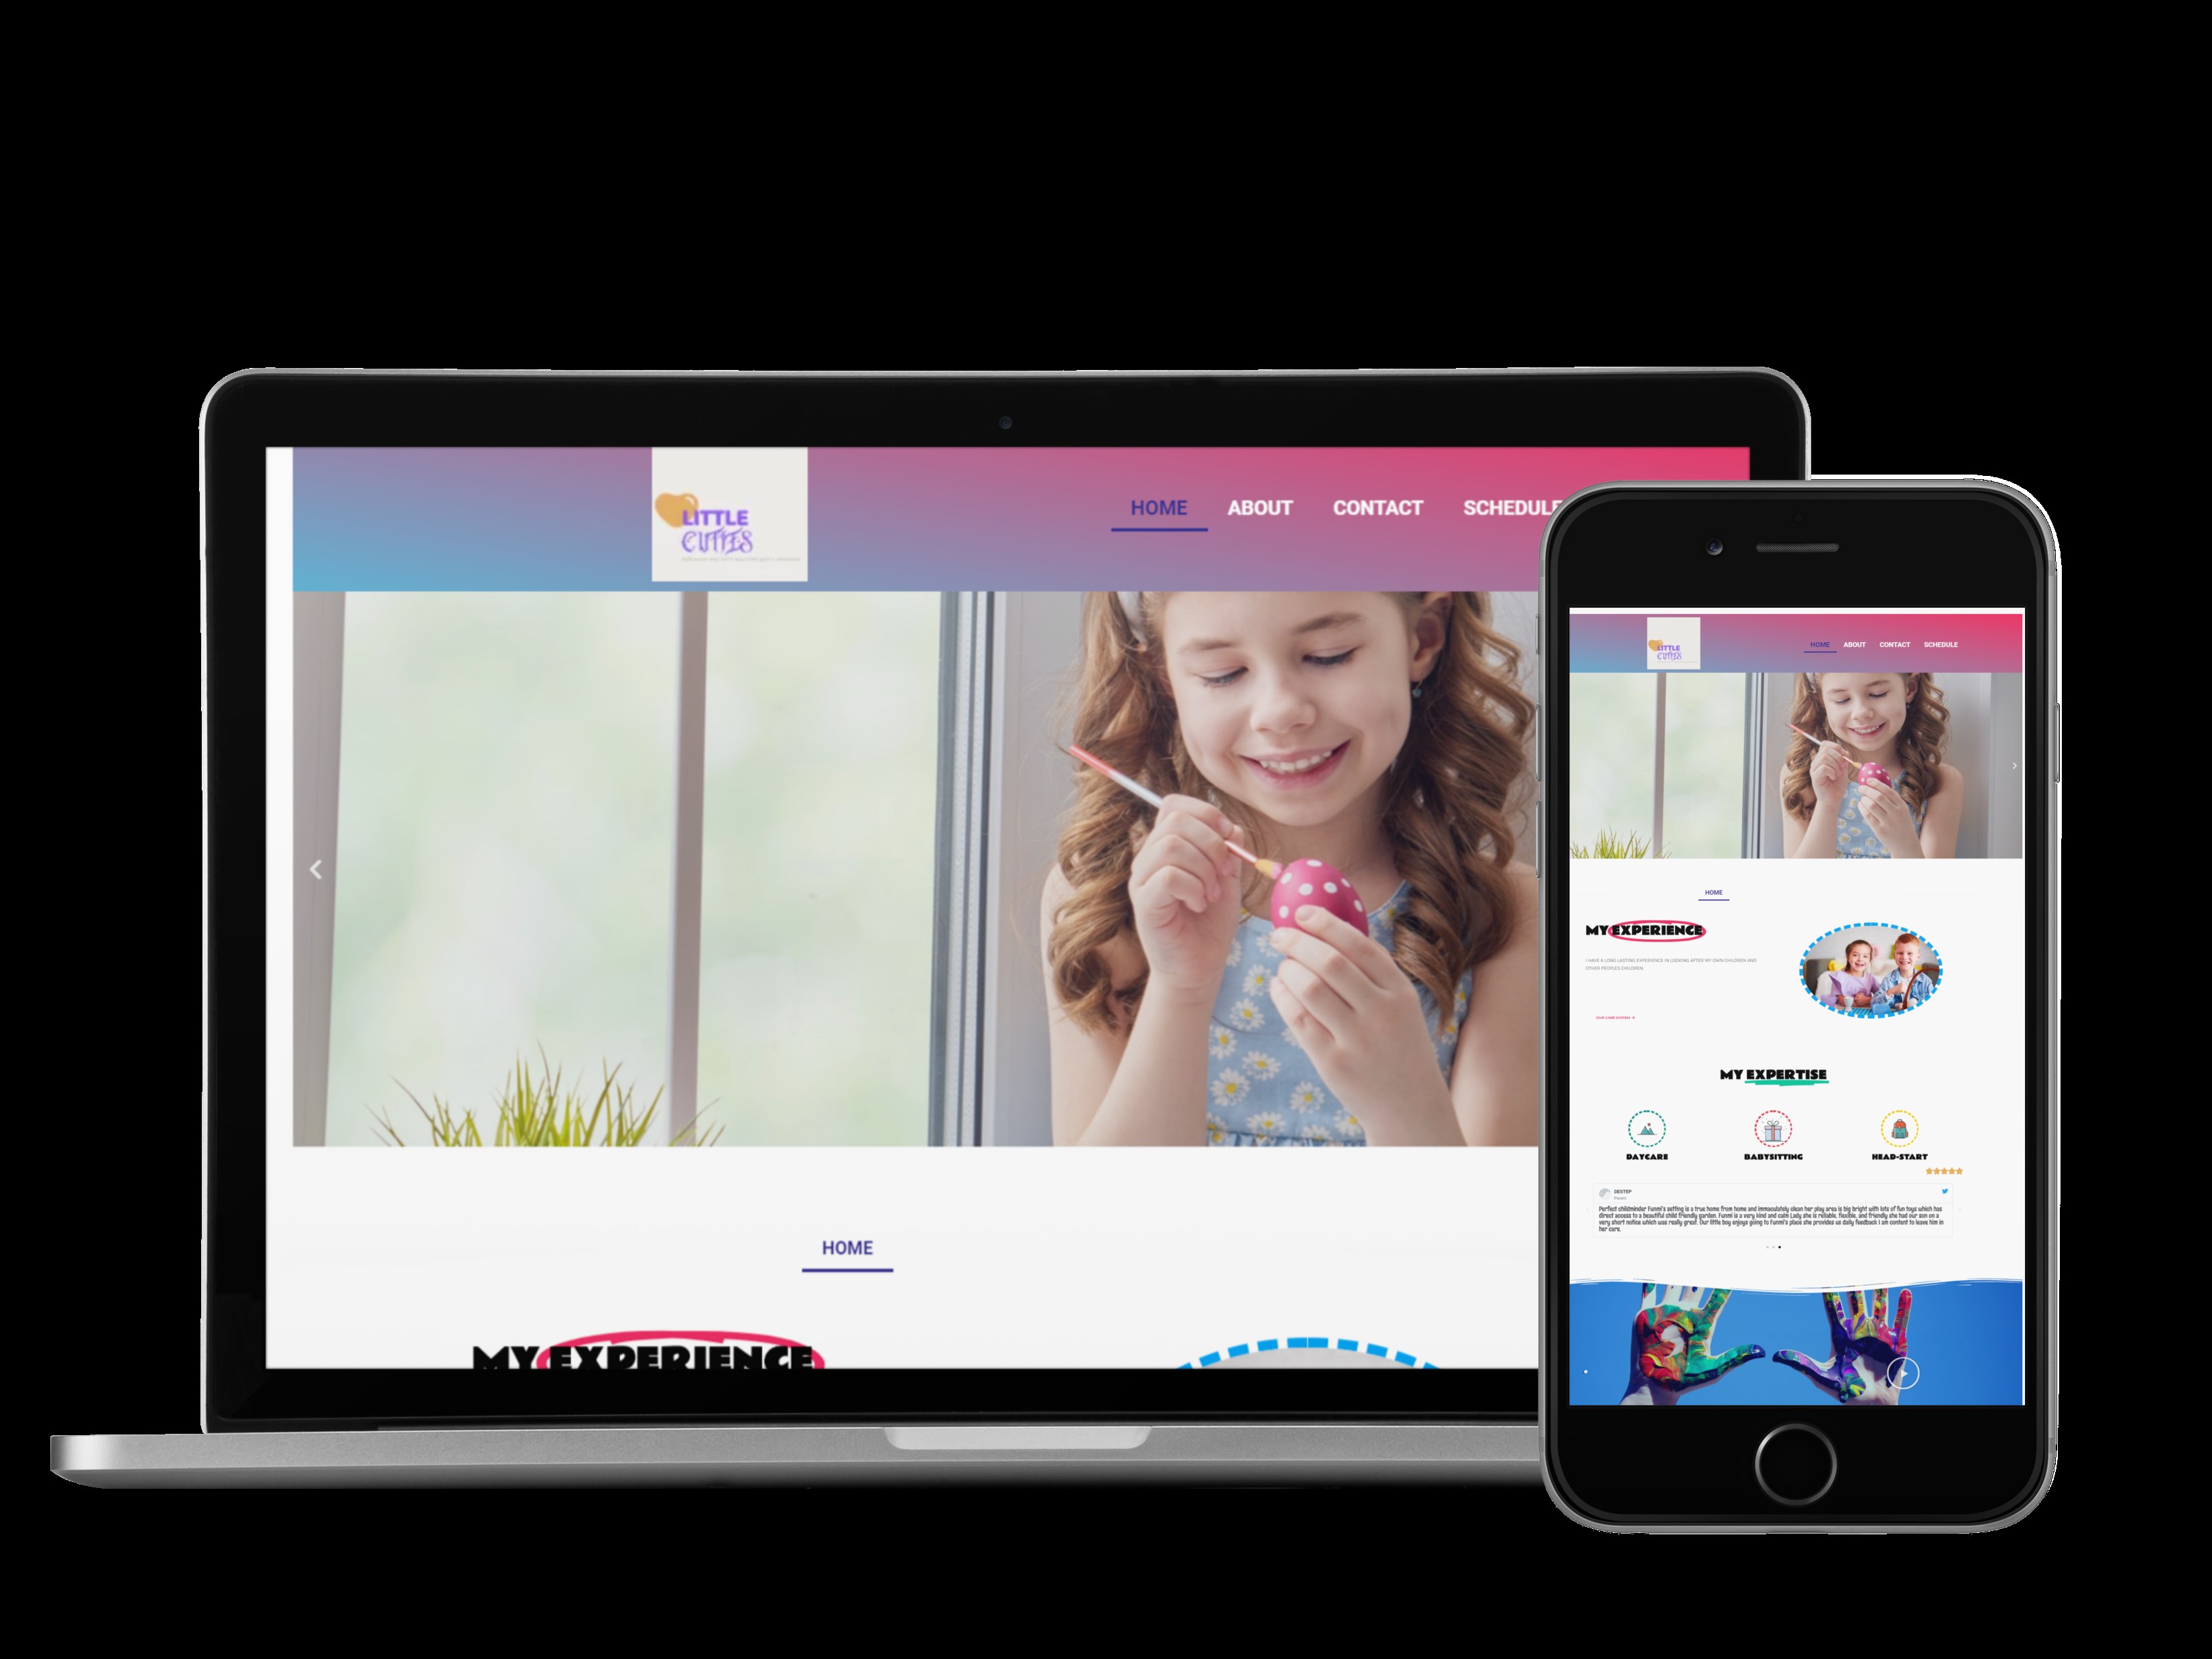 LITTLE
CUTIES
HOME ABOUT CONTACT SCHEDULE
HOME
MY EXPERIENCE
LITTLE
CUTIES
HOME ABOUT CONTACT SCHEDULE
HOME
MY EXPERIENCE
I HAVE A LONG LASTING EXPERIENCE IN LOOKING AFTER MY OWN CHILDREN AND
OTHER PEOPLES CHILDREN.
OUR CARE SYSTEM
MY EXPERTISE
DAYCARE BABYSITTING HEAD-START
DESTEP
Parent
Perfect childminder Funmi's setting is a true home from home and immaculately clean her play area is big bright with lots of fun toys which has
direct access to a beautiful child friendly garden. Funmi is a very kind and calm Lady she is reliable, flexible, and friendly she had our son on a
very short notice which was really great. Our little boy enjoys going to Funmi's place she provides us daily feedback I am content to leave him in
her care.